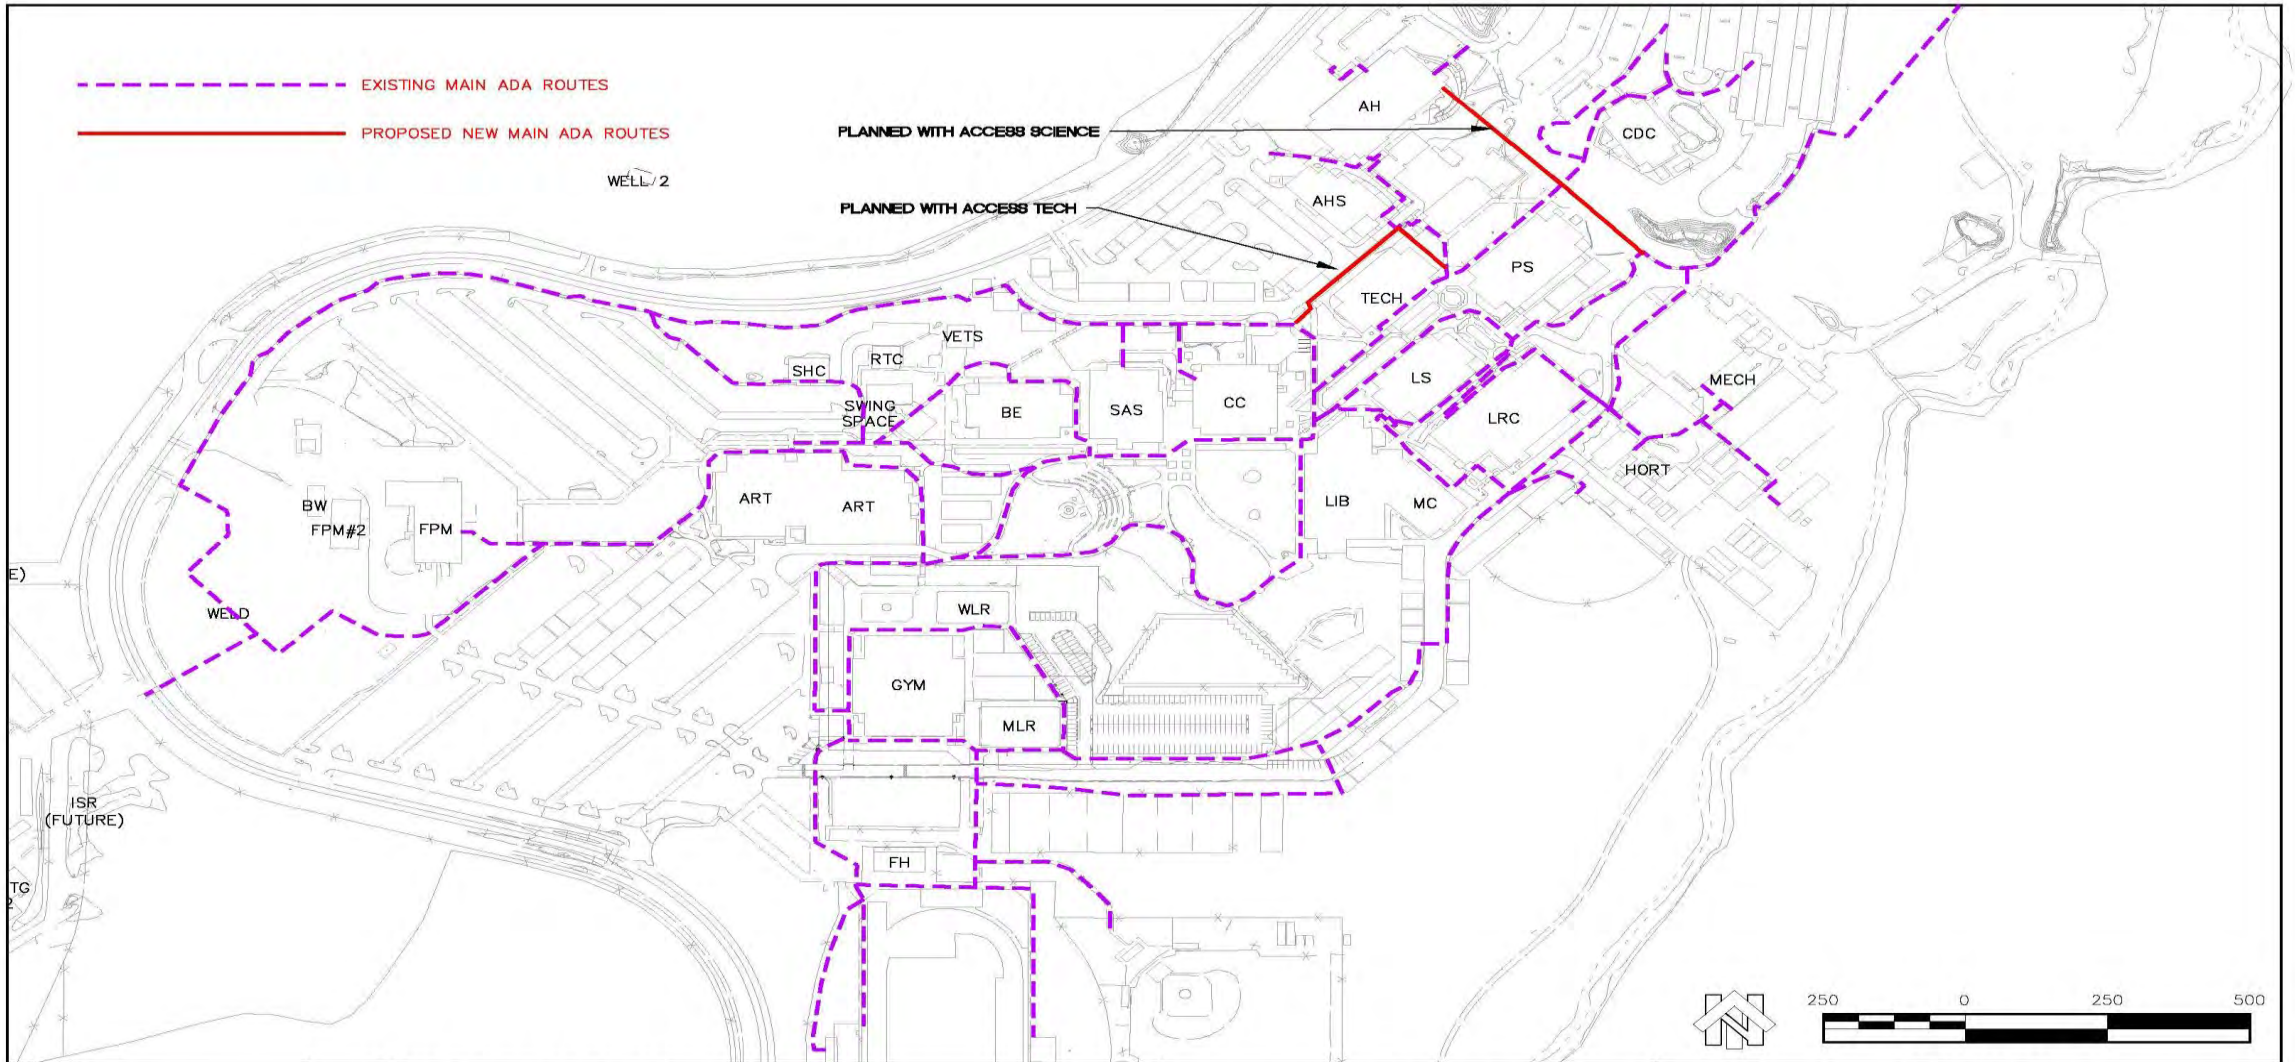 EXISTING MAIN ADA ROUTES
PROPOSED NEW MAIN ADA ROUTES
WELL 2
PLANNED WITH ACCESS SCIENCE
PLANNED WITH ACCESS TECH
AH
CDC
AHS
PS
TECH
VETS
RTC
SHC
SWING
SPACE
BE
SAS
CC
LS
MECH
LRC
HORT
ART
ART
LIB
MC
BW
FPM#2
FPM
E)
WELD
WLR
GYM
MLR
ISR
(FUTURE)
FH
TG
2
N
250 0 250 500